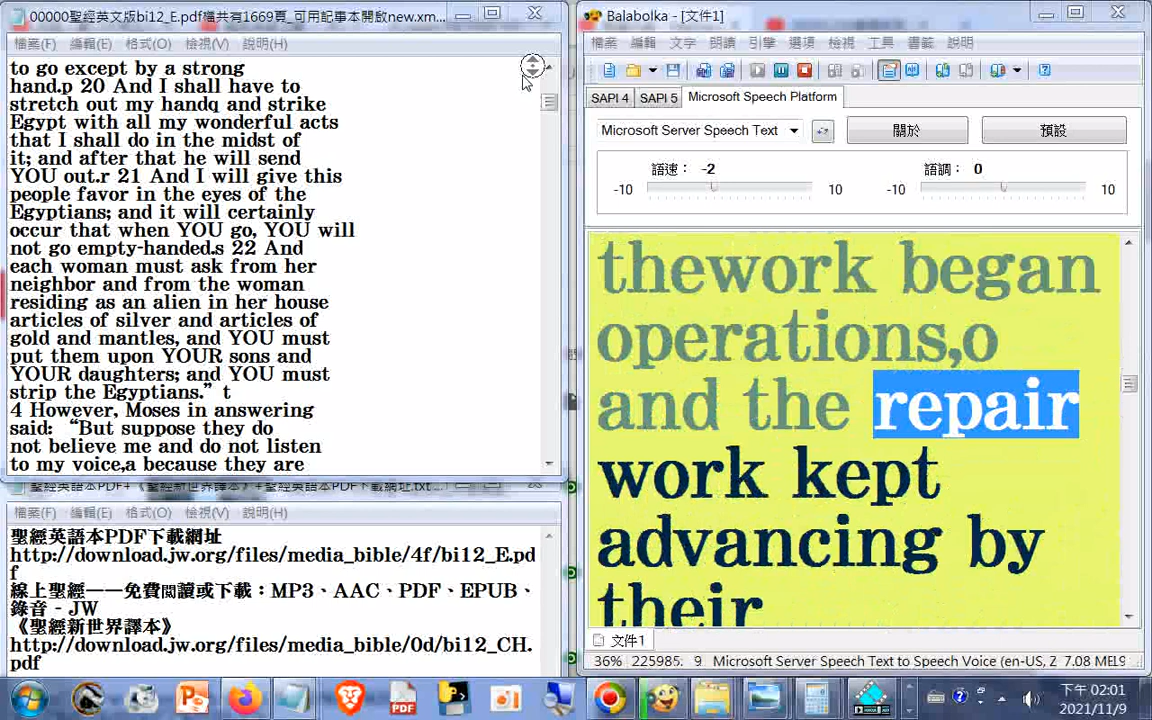 00000聖經英文版bi12_E.pdf檔共有1669頁_可用記事本開啟new.xm...
檔案(F) 編輯(E) 格式(O) 檢視(V) 說明(H)
to go except by a strong
hand.p 20 And I shall have to
stretch out my handq and strike
Egypt with all my wonderful acts
that I shall do in the midst of
it; and after that he will send
YOU out.r 21 And I will give this
people favor in the eyes of the
Egyptians; and it will certainly
occur that when YOU go, YOU will
not go empty-handed.s 22 And
each woman must ask from her
neighbor and from the woman
residing as an alien in her house
articles of silver and articles of
gold and mantles, and YOU must
put them upon YOUR sons and
YOUR daughters; and YOU must
strip the Egyptians.” t
4 However, Moses in answering
said: “But suppose they do
not believe me and do not listen
to my voice,a because they are
聖經英語本PDF+《聖經新世界譯本》+聖經英語本PDF下載網址.txt ...
檔案(F) 編輯(E) 格式(O) 檢視(V) 說明(H)
聖經英語本PDF下載網址
http://download.jw.org/files/media_bible/4f/bi12_E.pd
f
線上聖經——免費閱讀或下載：MP3、AAC、PDF、EPUB、
錄音 - JW
《聖經新世界譯本》
http://download.jw.org/files/media_bible/0d/bi12_CH.
pdf
Balabolka - [文件1]
檔案 編輯 文字 朗讀 引擎 選項 檢視 工具 書籤 說明
SAPI 4 SAPI 5 Microsoft Speech Platform
Microsoft Server Speech Text 關於 預設
語速： -2 語調： 0
-10 10 -10 10
thework began
operations,o
and the repair
work kept
advancing by
their
文件1
36% 225985. 9 Microsoft Server Speech Text to Speech Voice (en-US, Z 7.08 MEL9
下午 02:01
2021/11/9